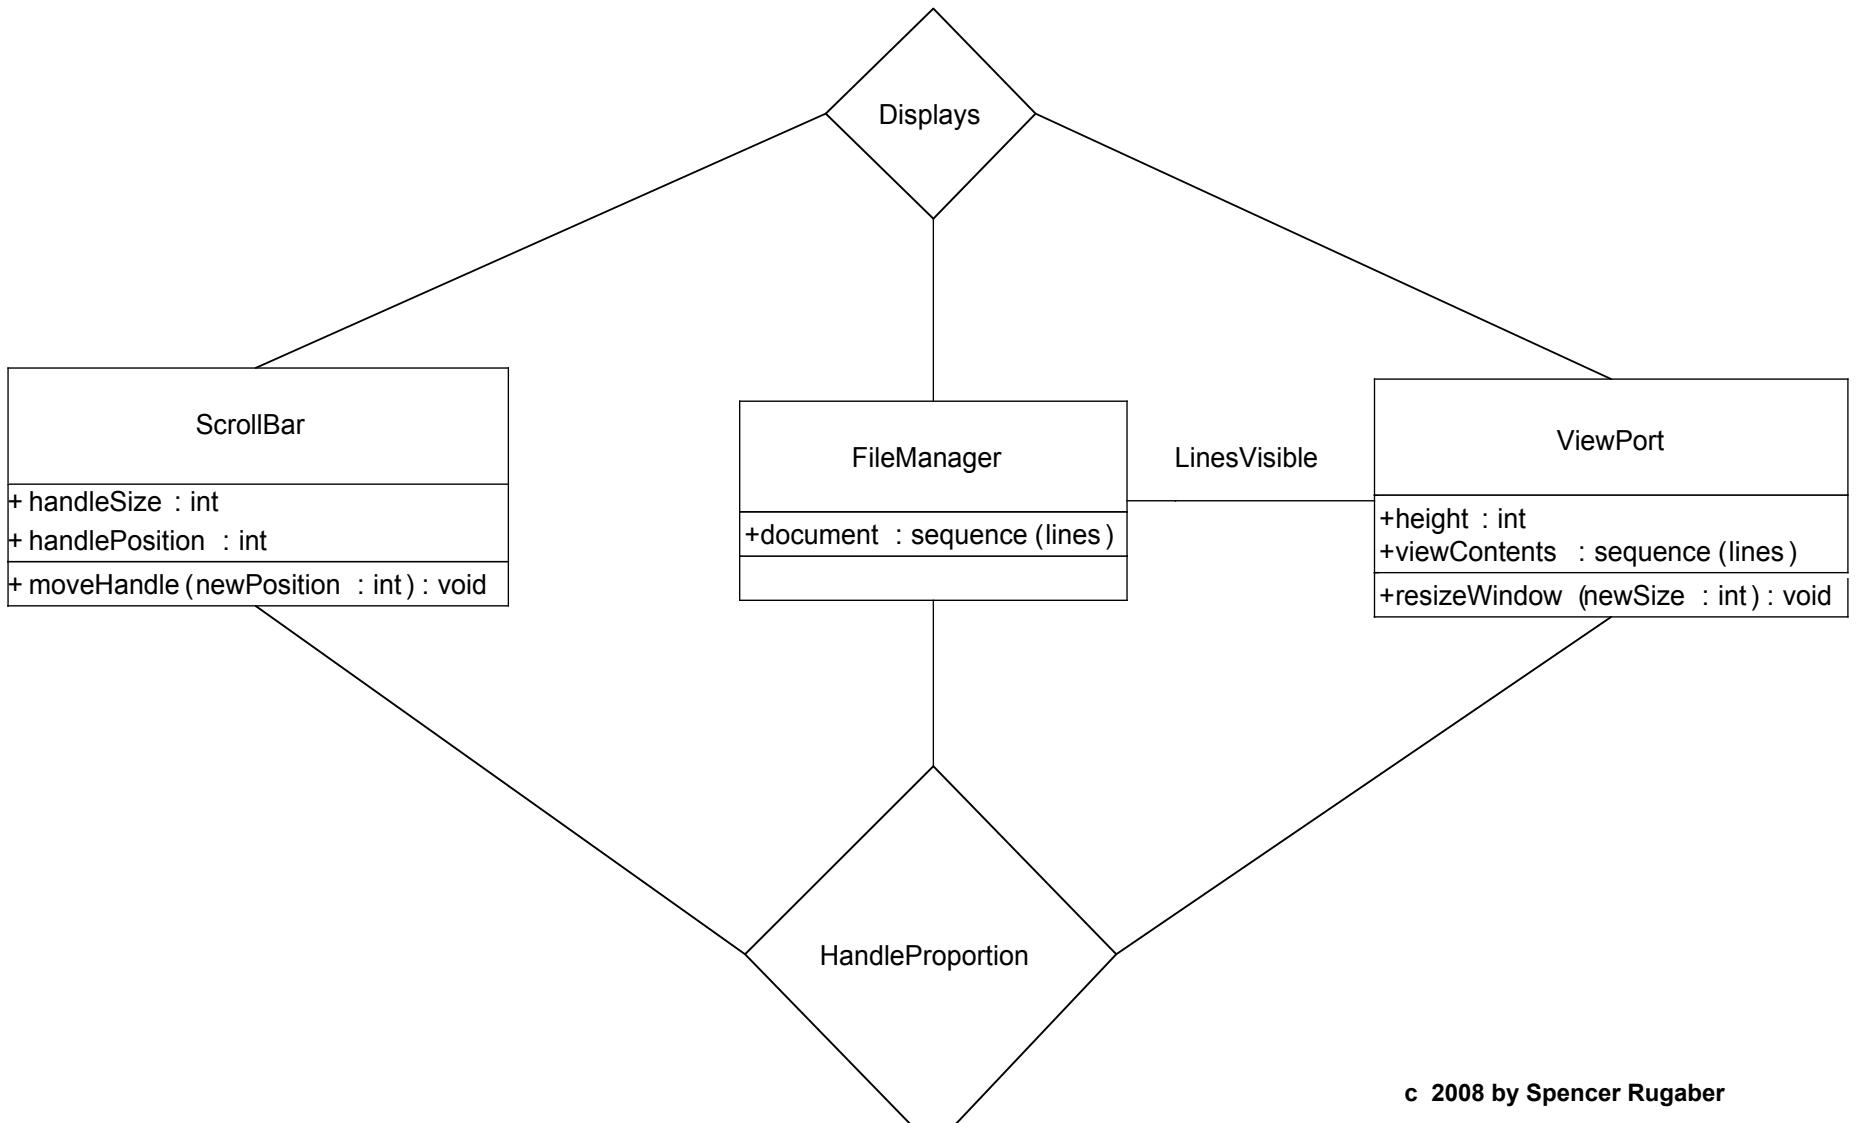 Displays
ScrollBar
+ handleSize : int
+ handlePosition : int
+ moveHandle (newPosition : int) : void
FileManager
+document : sequence (lines)
LinesVisible
ViewPort
+height : int
+viewContents : sequence (lines)
+resizeWindow (newSize : int) : void
HandleProportion
c 2008 by Spencer Rugaber